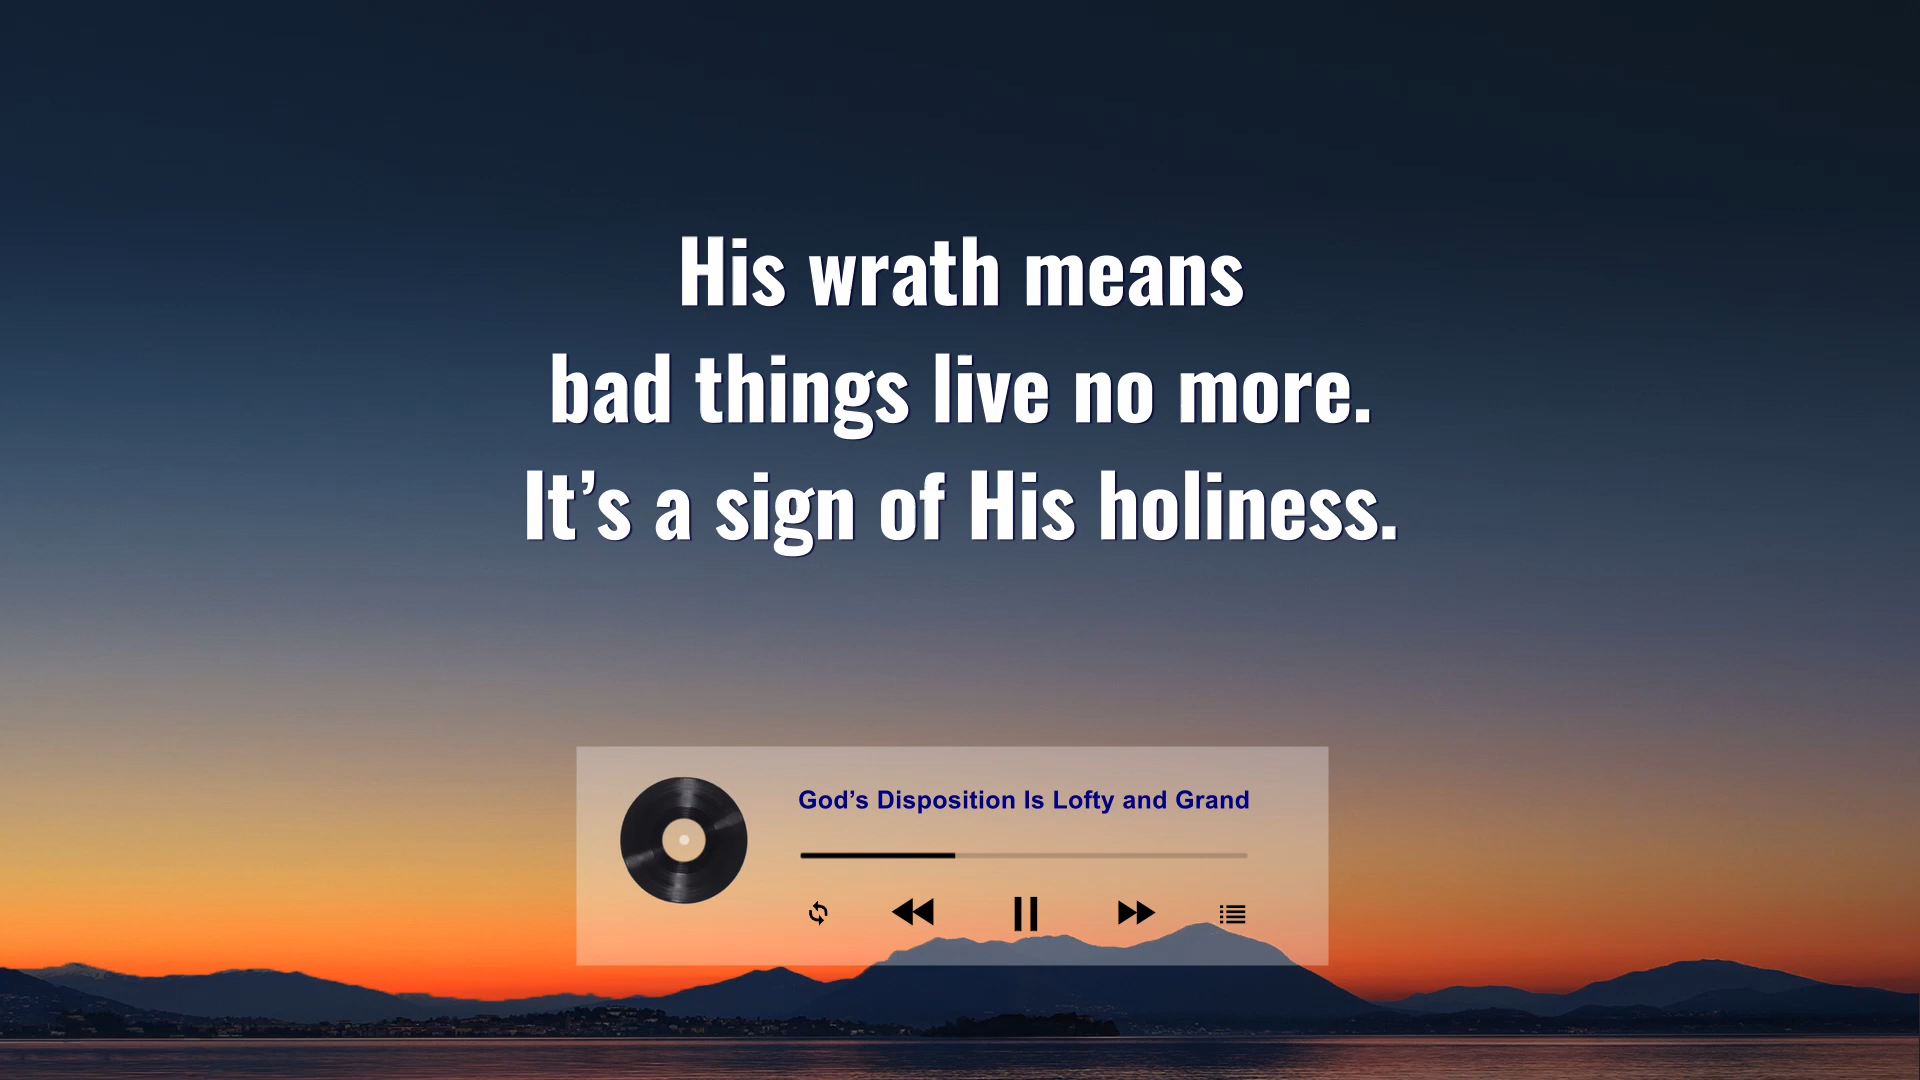 His wrath means
bad things live no more.
It’s a sign of His holiness.
God’s Disposition Is Lofty and Grand